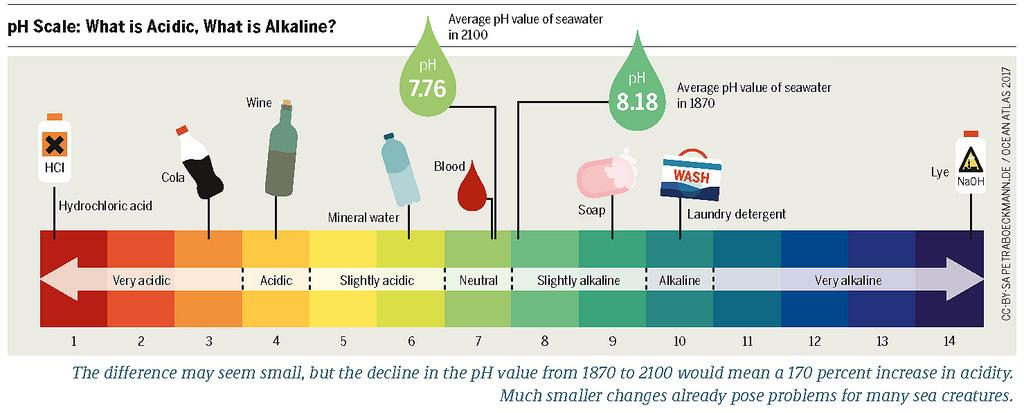 pH Scale: What is Acidic, What is Alkaline?
Average pH value of seawater
in 2100
pH
7.76
pH
8.18
Average pH value of seawater
in 1870
HCl
Hydrochloric acid
Cola
Wine
Mineral water
Blood
Soap
WASH
Laundry detergent
Lye
NaOH
Very acidic
Acidic
Slightly acidic
Neutral
Slightly alkaline
Alkaline
Very alkaline
1 2 3 4 5 6 7 8 9 10 11 12 13 14
The difference may seem small, but the decline in the pH value from 1870 to 2100 would mean a 170 percent increase in acidity.
Much smaller changes already pose problems for many sea creatures.
CC-BY-SA PETRABOECKMANN.DE / OCEAN ATLAS 2017